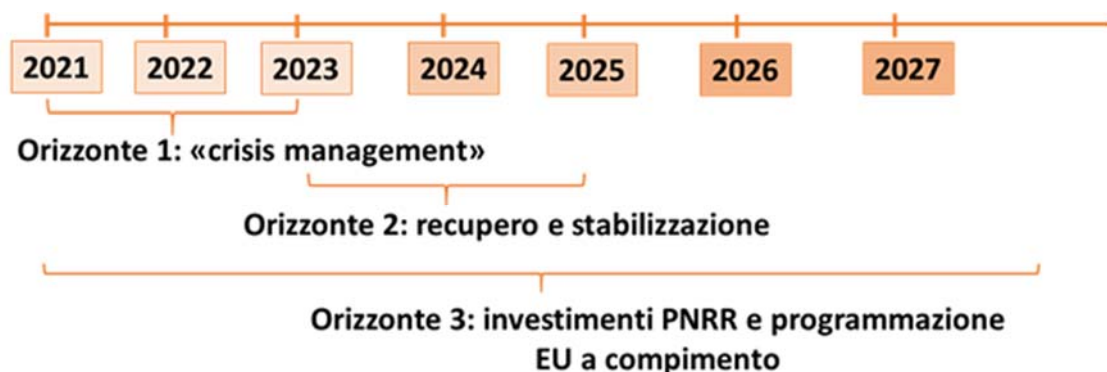 2021 2022 2023 2024 2025 2026 2027
Orizzonte 1: «crisis management»
Orizzonte 2: recupero e stabilizzazione
Orizzonte 3: investimenti PNRR e programmazione
EU a compimento